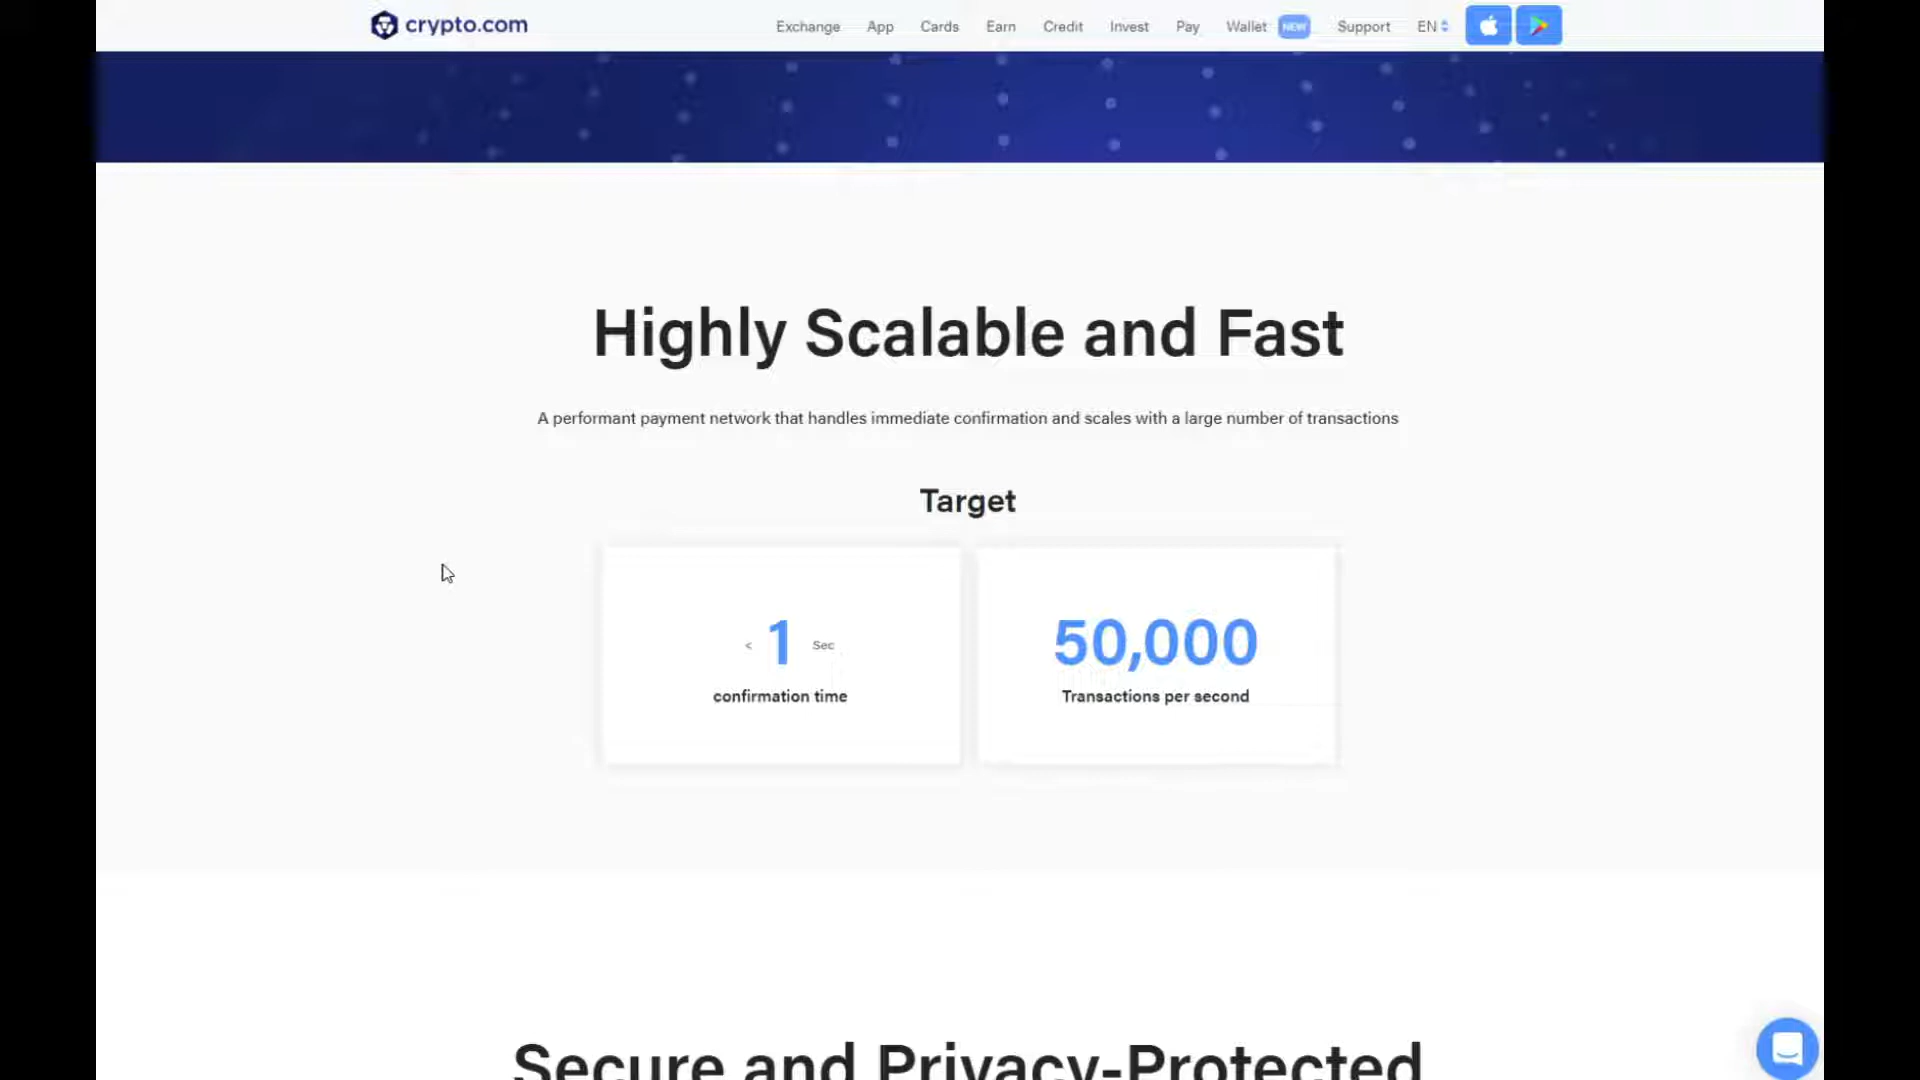 crypto.com
Exchange App Cards Earn Credit Invest Pay Wallet NEW Support EN
Highly Scalable and Fast
A performant payment network that handles immediate confirmation and scales with a large number of transactions
Target
< 1 Sec
confirmation time
50,000
Transactions per second
Secure and Privacy-Protected